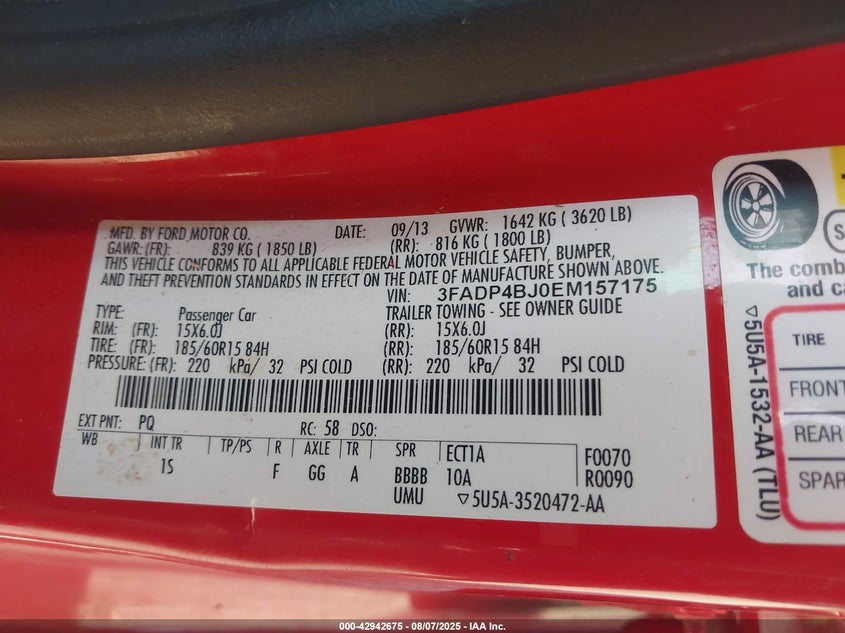 MFD. BY FORD MOTOR CO. DATE: 09/13 GVWR: 1642 KG ( 3620 LB)
GAWR: (FR): 839 KG ( 1850 LB) (RR): 816 KG ( 1800 LB)
THIS VEHICLE CONFORMS TO ALL APPLICABLE FEDERAL MOTOR VEHICLE SAFETY, BUMPER,
AND THEFT PREVENTION STANDARDS IN EFFECT ON THE DATE OF MANUFACTURE SHOWN ABOVE.
VIN: 3FADP4BJ0EM157175
TYPE: Passenger Car TRAILER TOWING - SEE OWNER GUIDE
RIM: (FR): 15X6.0J (RR): 15X6.0J
TIRE: (FR): 185/60R15 84H (RR): 185/60R15 84H
PRESSURE: (FR): 220 kPa/ 32 PSI COLD (RR): 220 kPa/ 32 PSI COLD
EXT PNT: PQ RC: 58 DSO:
WB INT TR TP/PS R AXLE TR SPR ECT1A F0070
1S F GG A BBBB 10A R0090
UMU ▽5U5A-3520472-AA
The comb
and ca
▽5U5A-1532-AA (TLU)
TIRE
FRONT
REAR
SPAR
000-42942675 - 08/07/2025 - IAA Inc.